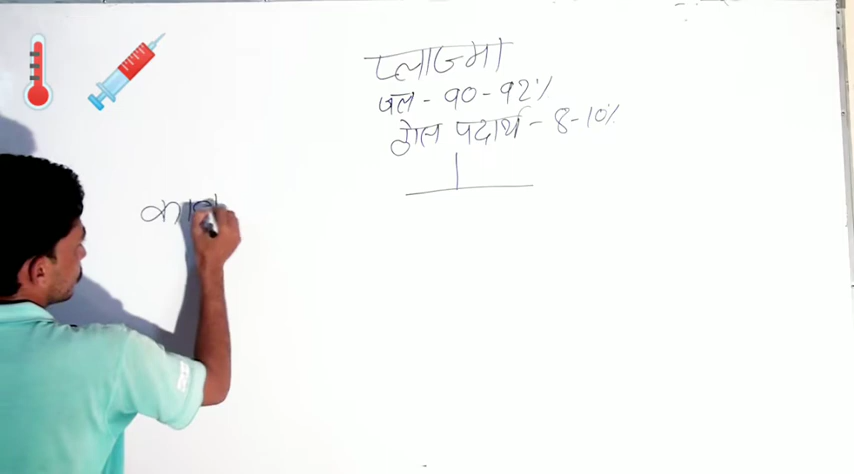 प्लाज्मा
जल - 90 - 92%
ठोस पदार्थ - 8 - 10%